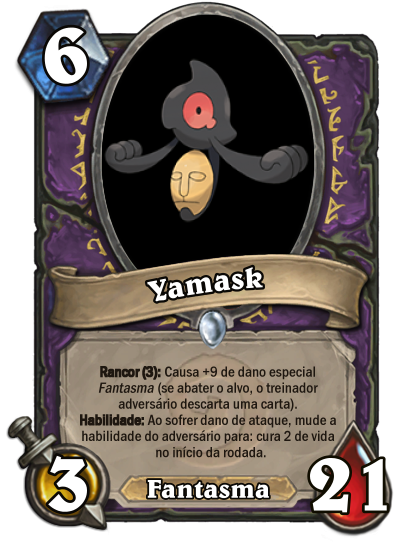 6
Yamask
Rancor (3): Causa +9 de dano especial
Fantasma (se abater o alvo, o treinador
adversário descarta uma carta).
Habilidade: Ao sofrer dano de ataque, mude a
habilidade do adversário para: cura 2 de vida
no início da rodada.
3
Fantasma
21